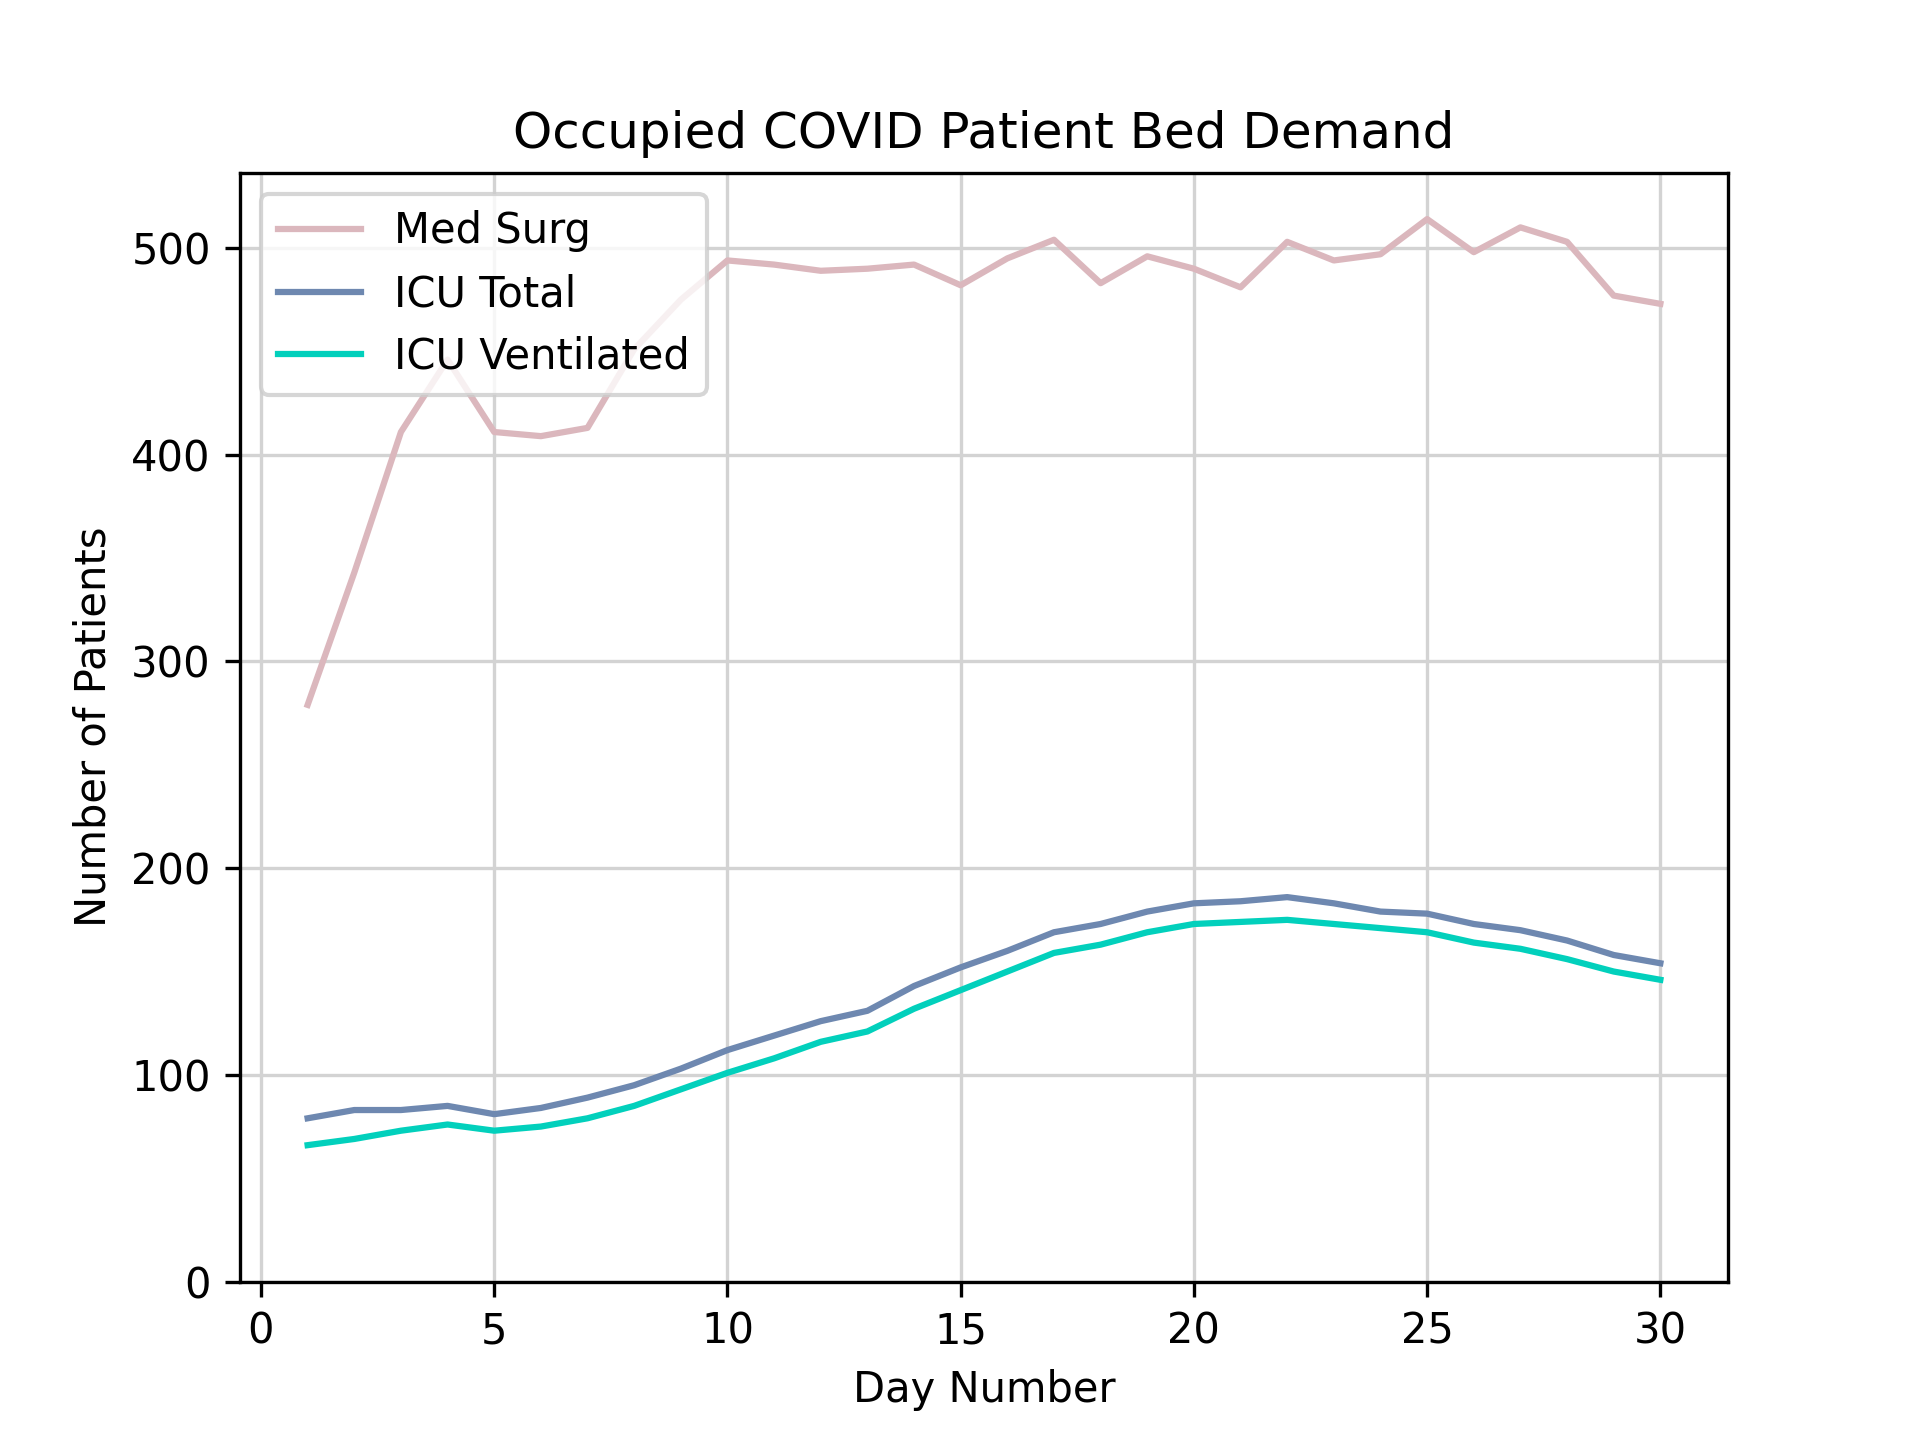 Occupied COVID Patient Bed Demand
Med Surg
ICU Total
ICU Ventilated
Number of Patients
500
400
300
200
100
0
0 5 10 15 20 25 30
Day Number